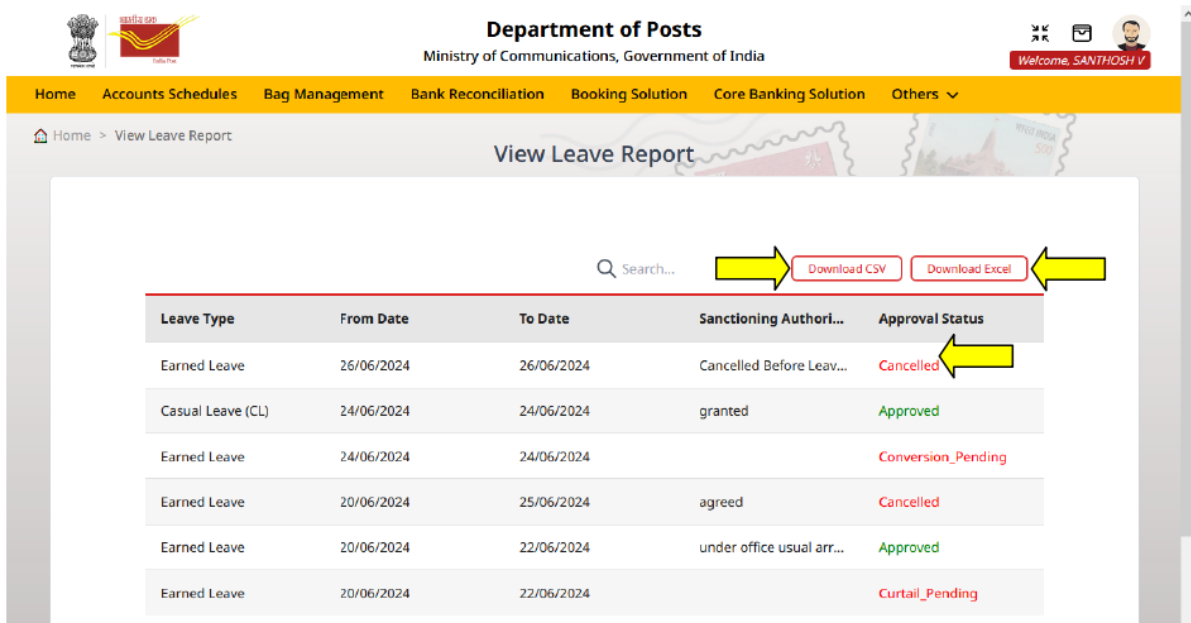 Department of Posts
Ministry of Communications, Government of India
India Post
Welcome, SANTHOSH V
Home Accounts Schedules Bag Management Bank Reconciliation Booking Solution Core Banking Solution Others
Home > View Leave Report
View Leave Report
500
Search...
Download CSV
Download Excel
Leave Type From Date To Date Sanctioning Authori... Approval Status
Earned Leave 26/06/2024 26/06/2024 Cancelled Before Leav... Cancelled
Casual Leave (CL) 24/06/2024 24/06/2024 granted Approved
Earned Leave 24/06/2024 24/06/2024 Conversion_Pending
Earned Leave 20/06/2024 25/06/2024 agreed Cancelled
Earned Leave 20/06/2024 22/06/2024 under office usual arr... Approved
Earned Leave 20/06/2024 22/06/2024 Curtail_Pending